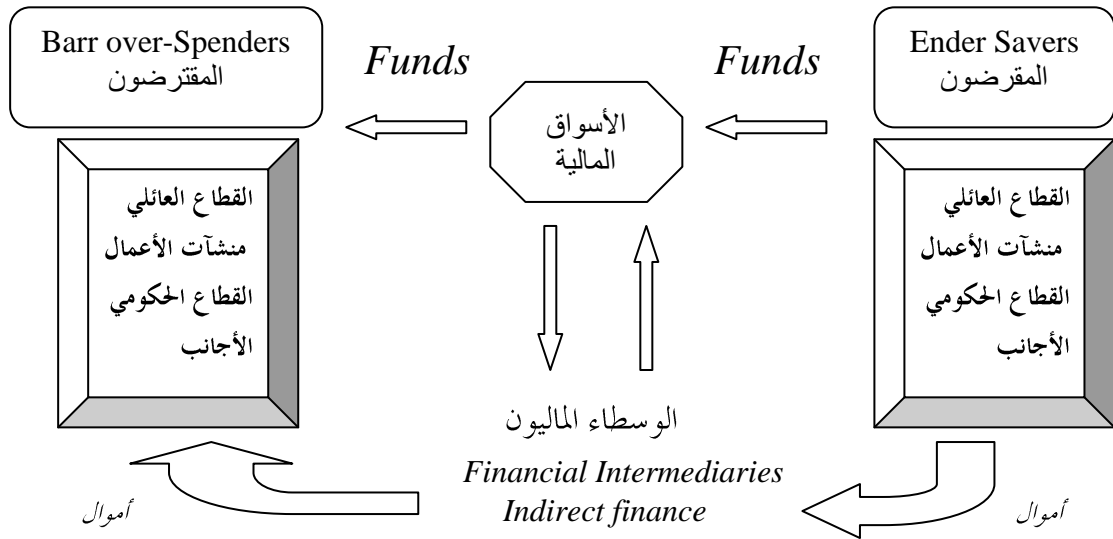 Barr over-Spenders
المقترضون
Funds
Funds
Ender Savers
المقرضون
الأسواق
المالية
القطاع العائلي
منشآت الأعمال
القطاع الحكومي
الأجانب
القطاع العائلي
منشآت الأعمال
القطاع الحكومي
الأجانب
الوسطاء الماليون
Financial Intermediaries
Indirect finance
أموال
أموال